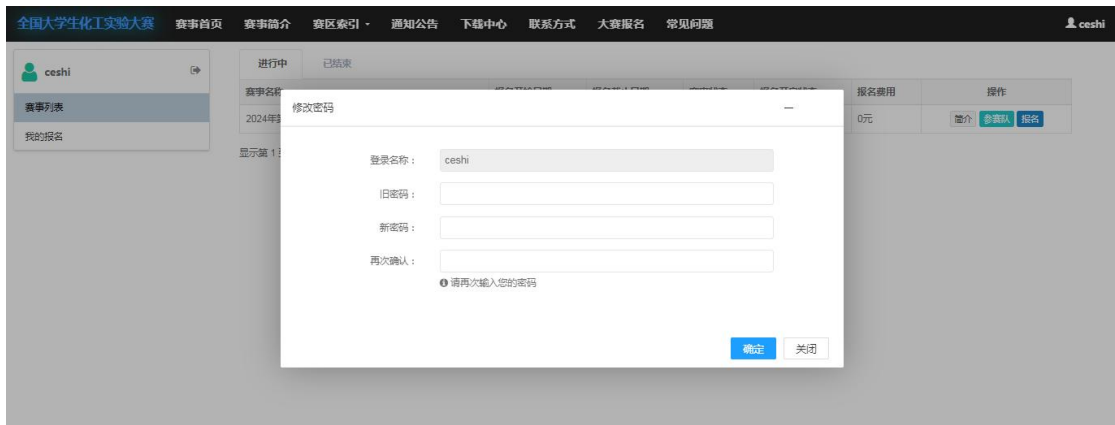 全国大学生化工实验大赛 赛事首页 赛事简介 赛区索引 通知公告 下载中心 联系方式 大赛报名 常见问题 ceshi
ceshi 进行中 已结束
赛事列表 赛事名称 报名费用 操作
我的报名 2024年 0元 简介 参赛队 报名
显示第 1
修改密码
登录名称： ceshi
旧密码：
新密码：
再次确认：
请再次输入您的密码
确定 关闭